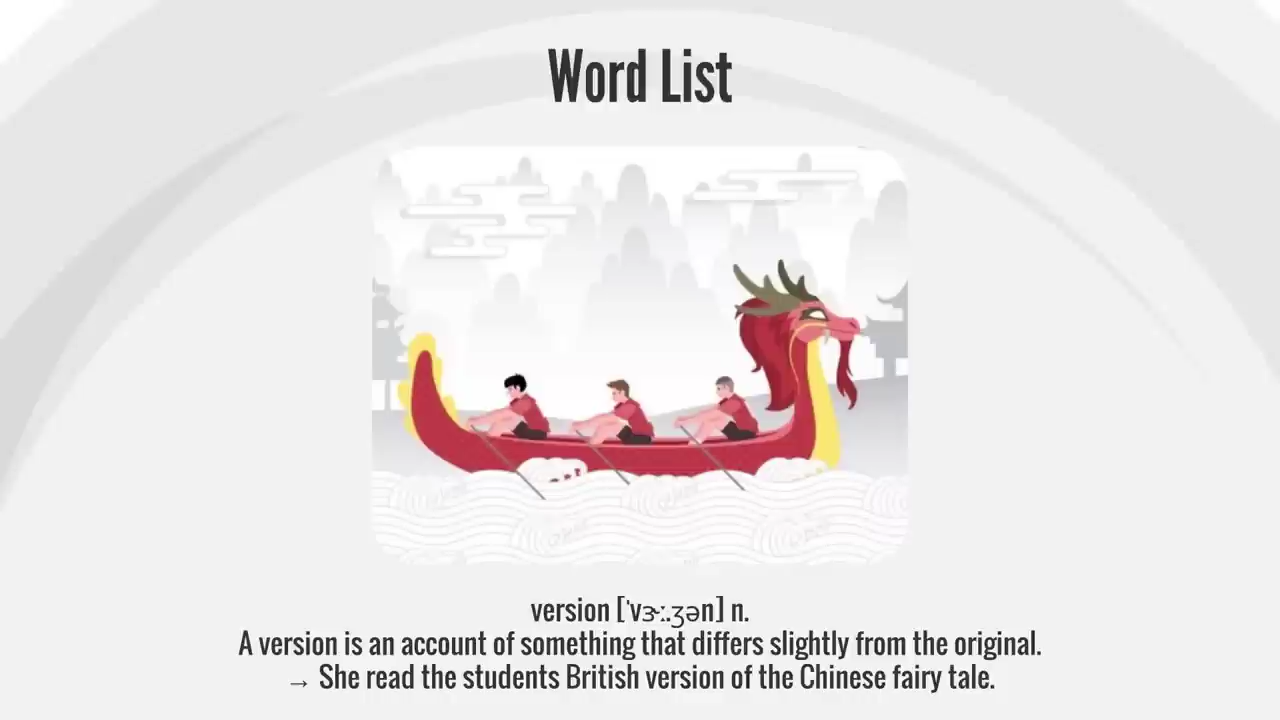 Word List
version [ˈvɜ˞ː.ʒən] n.
A version is an account of something that differs slightly from the original.
→ She read the students British version of the Chinese fairy tale.